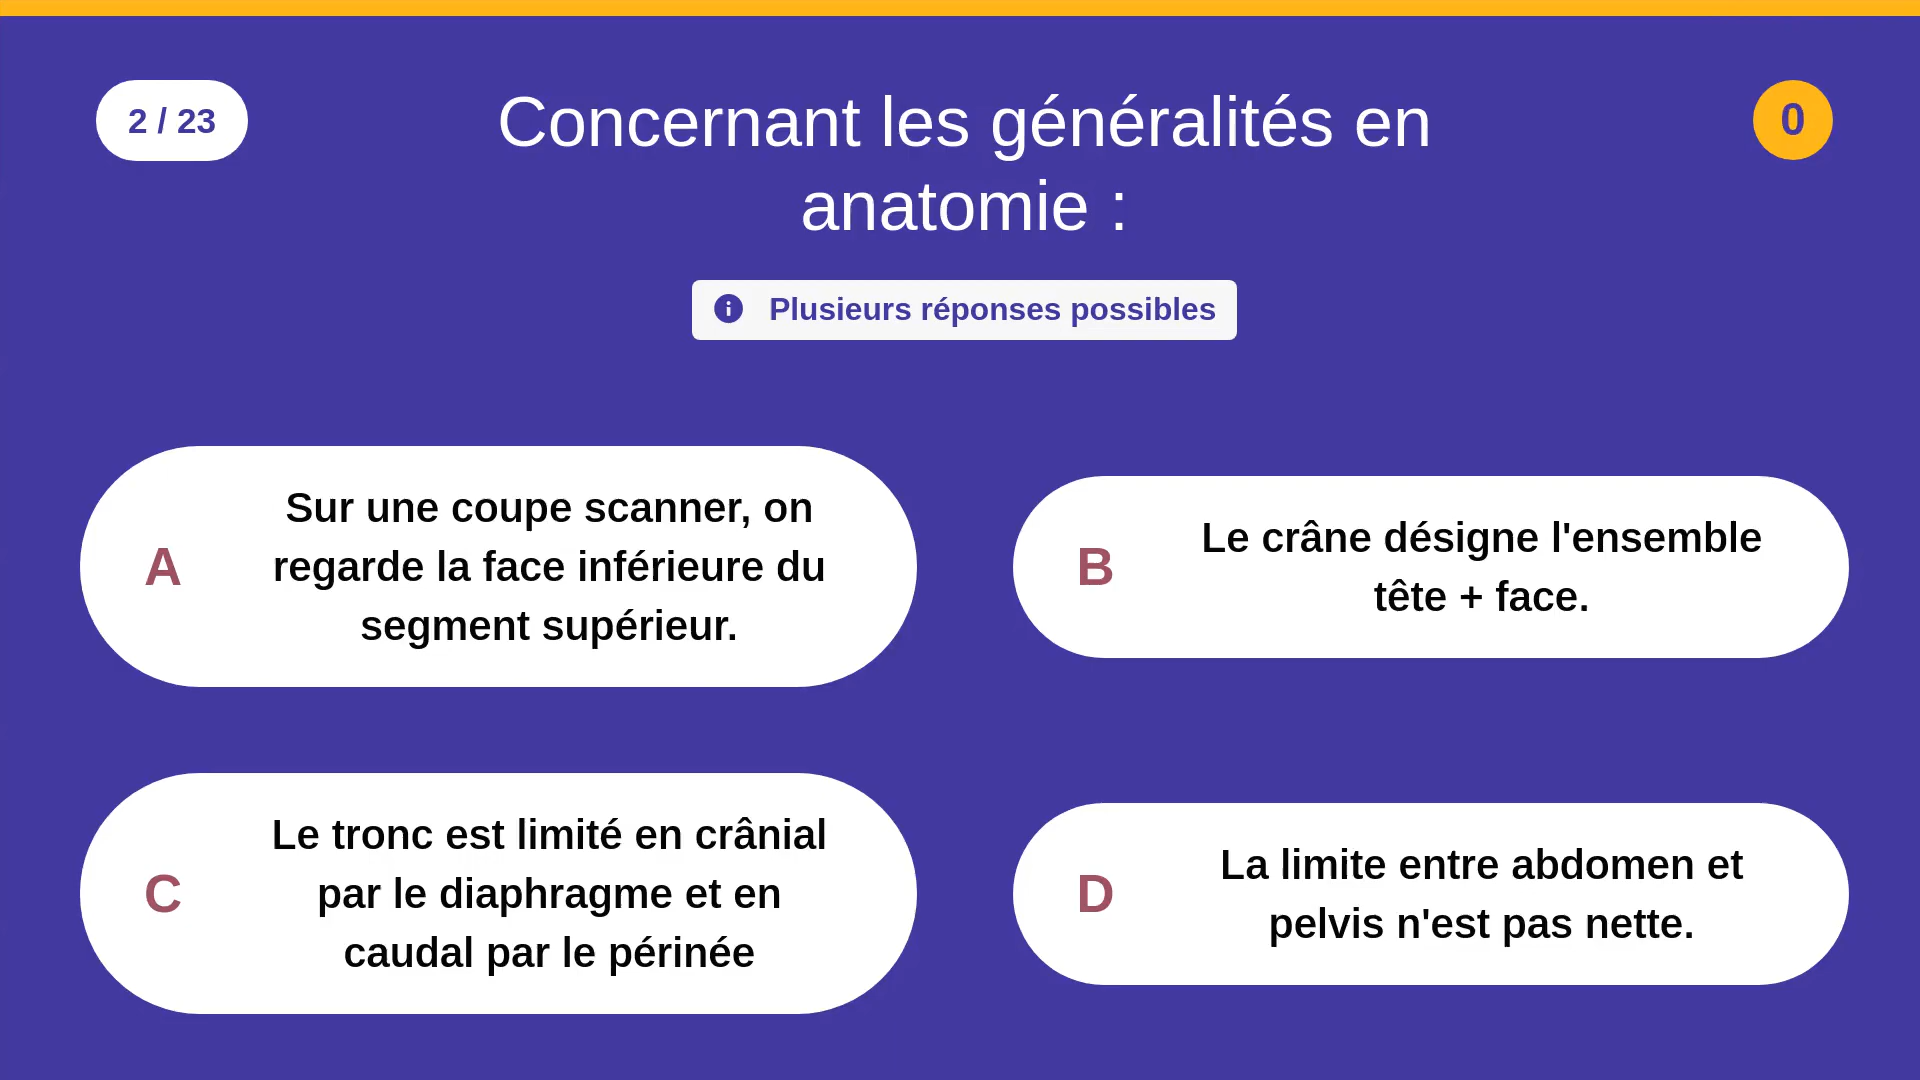 2 / 23
Concernant les généralités en
anatomie :
0
Plusieurs réponses possibles
A
Sur une coupe scanner, on
regarde la face inférieure du
segment supérieur.
B
Le crâne désigne l'ensemble
tête + face.
C
Le tronc est limité en crânial
par le diaphragme et en
caudal par le périnée
D
La limite entre abdomen et
pelvis n'est pas nette.